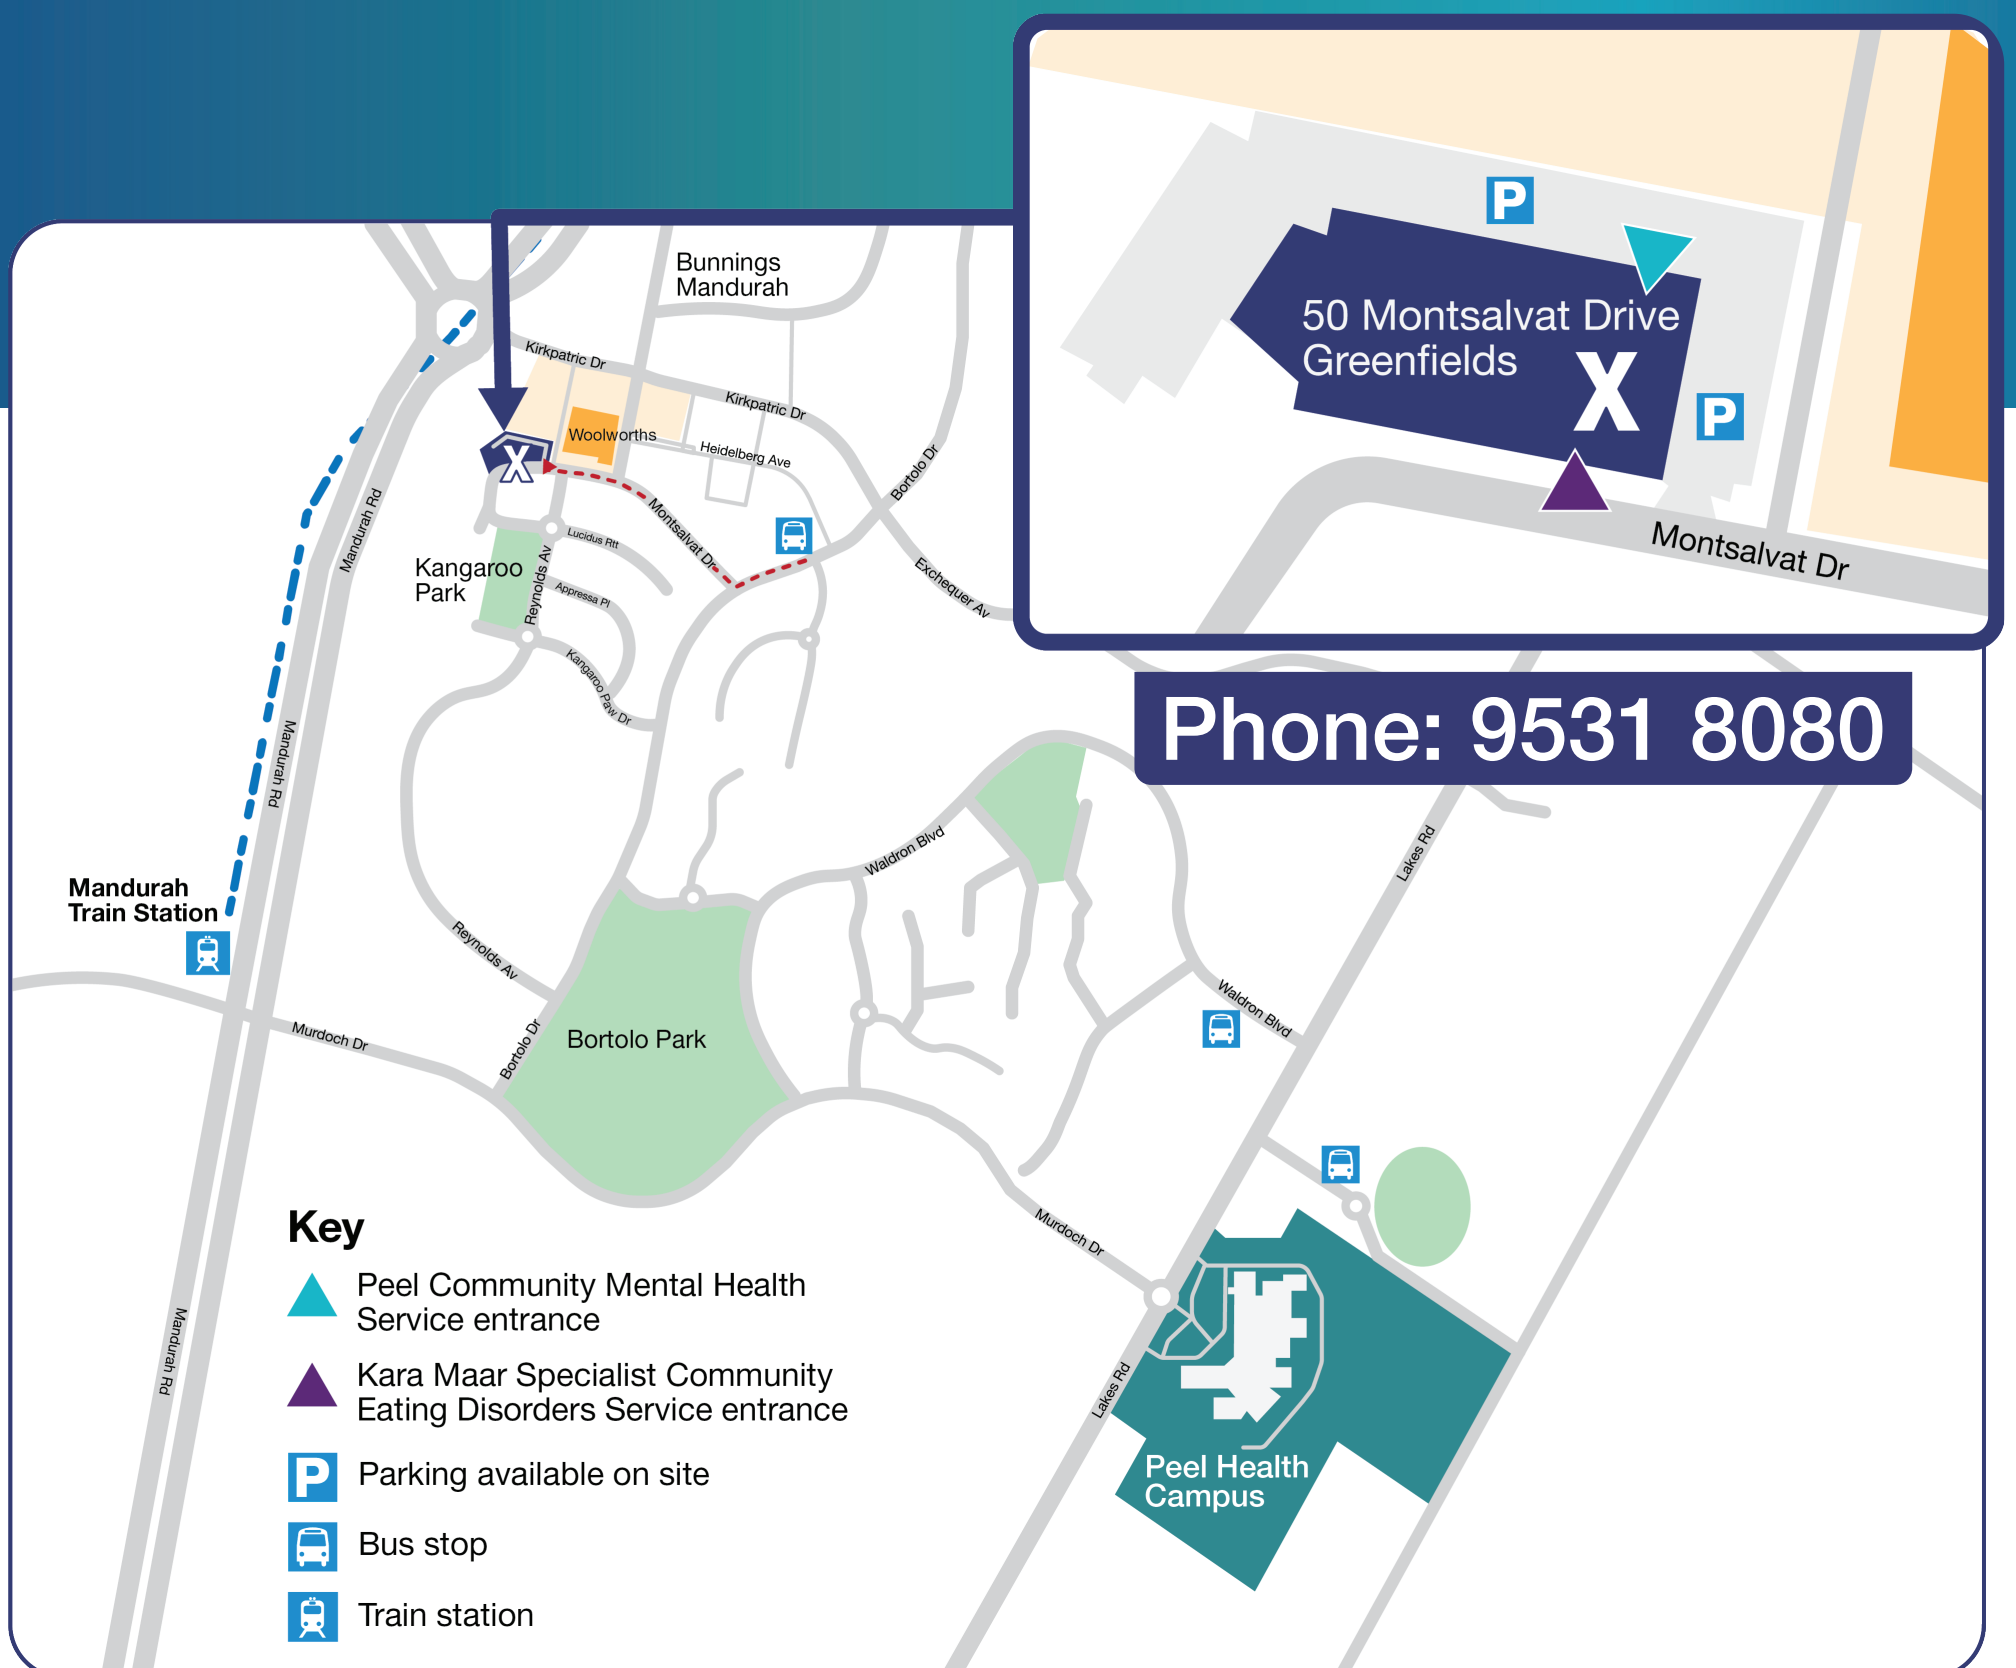 Bunnings
Mandurah
Kirkpatric Dr
Kirkpatric Dr
Woolworths
Heidelberg Ave
X
Bortolo Dr
Mandurah Rd
Montsalvat Dr
Lucidus Rtt
Kangaroo
Park
Reynolds Av
Appressa Pl
Exchequer Av
Kangaroo Paw Dr
P
50 Montsalvat Drive
Greenfields
X
P
Montsalvat Dr
Phone: 9531 8080
Mandurah Rd
Waldron Blvd
Lakes Rd
Mandurah
Train Station
Reynolds Av
Waldron Blvd
Murdoch Dr
Bortolo Dr
Bortolo Park
Murdoch Dr
Mandurah Rd
Lakes Rd
Peel Health
Campus
Key
Peel Community Mental Health
Service entrance
Kara Maar Specialist Community
Eating Disorders Service entrance
P
Parking available on site
Bus stop
Train station